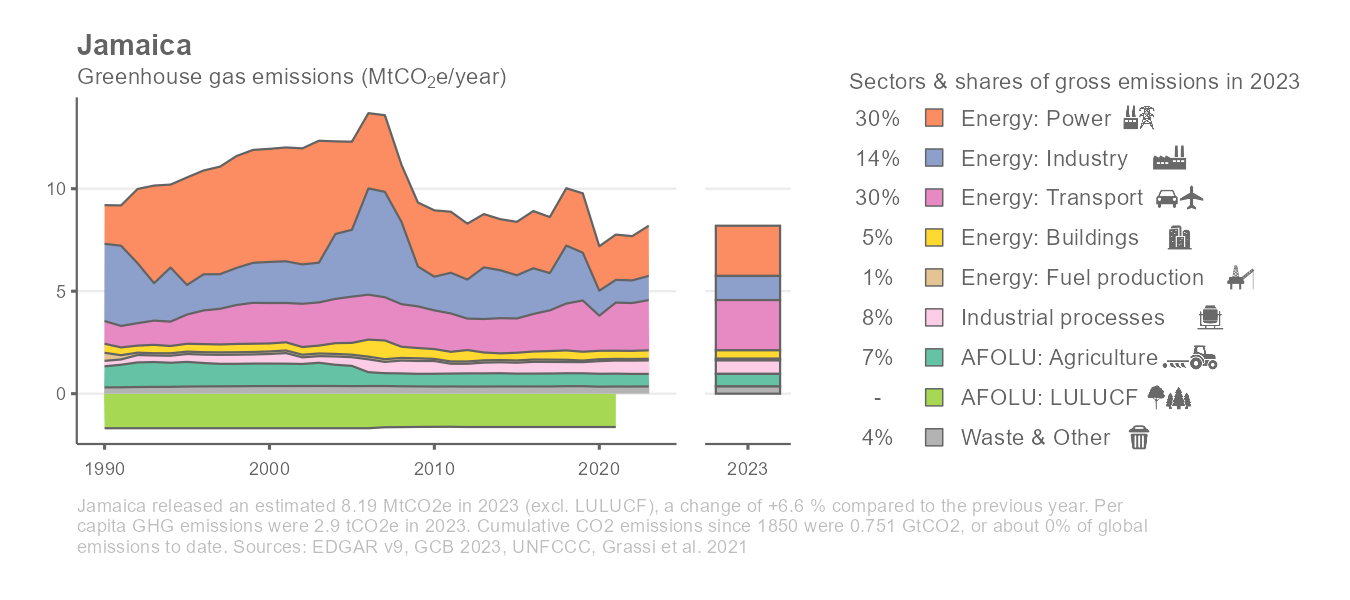 Jamaica
Greenhouse gas emissions (MtCO₂e/year)
10
5
0
1990
2000
2010
2020
2023
Sectors & shares of gross emissions in 2023
30% Energy: Power
14% Energy: Industry
30% Energy: Transport
5% Energy: Buildings
1% Energy: Fuel production
8% Industrial processes
7% AFOLU: Agriculture
- AFOLU: LULUCF
4% Waste & Other
Jamaica released an estimated 8.19 MtCO2e in 2023 (excl. LULUCF), a change of +6.6 % compared to the previous year. Per
capita GHG emissions were 2.9 tCO2e in 2023. Cumulative CO2 emissions since 1850 were 0.751 GtCO2, or about 0% of global
emissions to date. Sources: EDGAR v9, GCB 2023, UNFCCC, Grassi et al. 2021